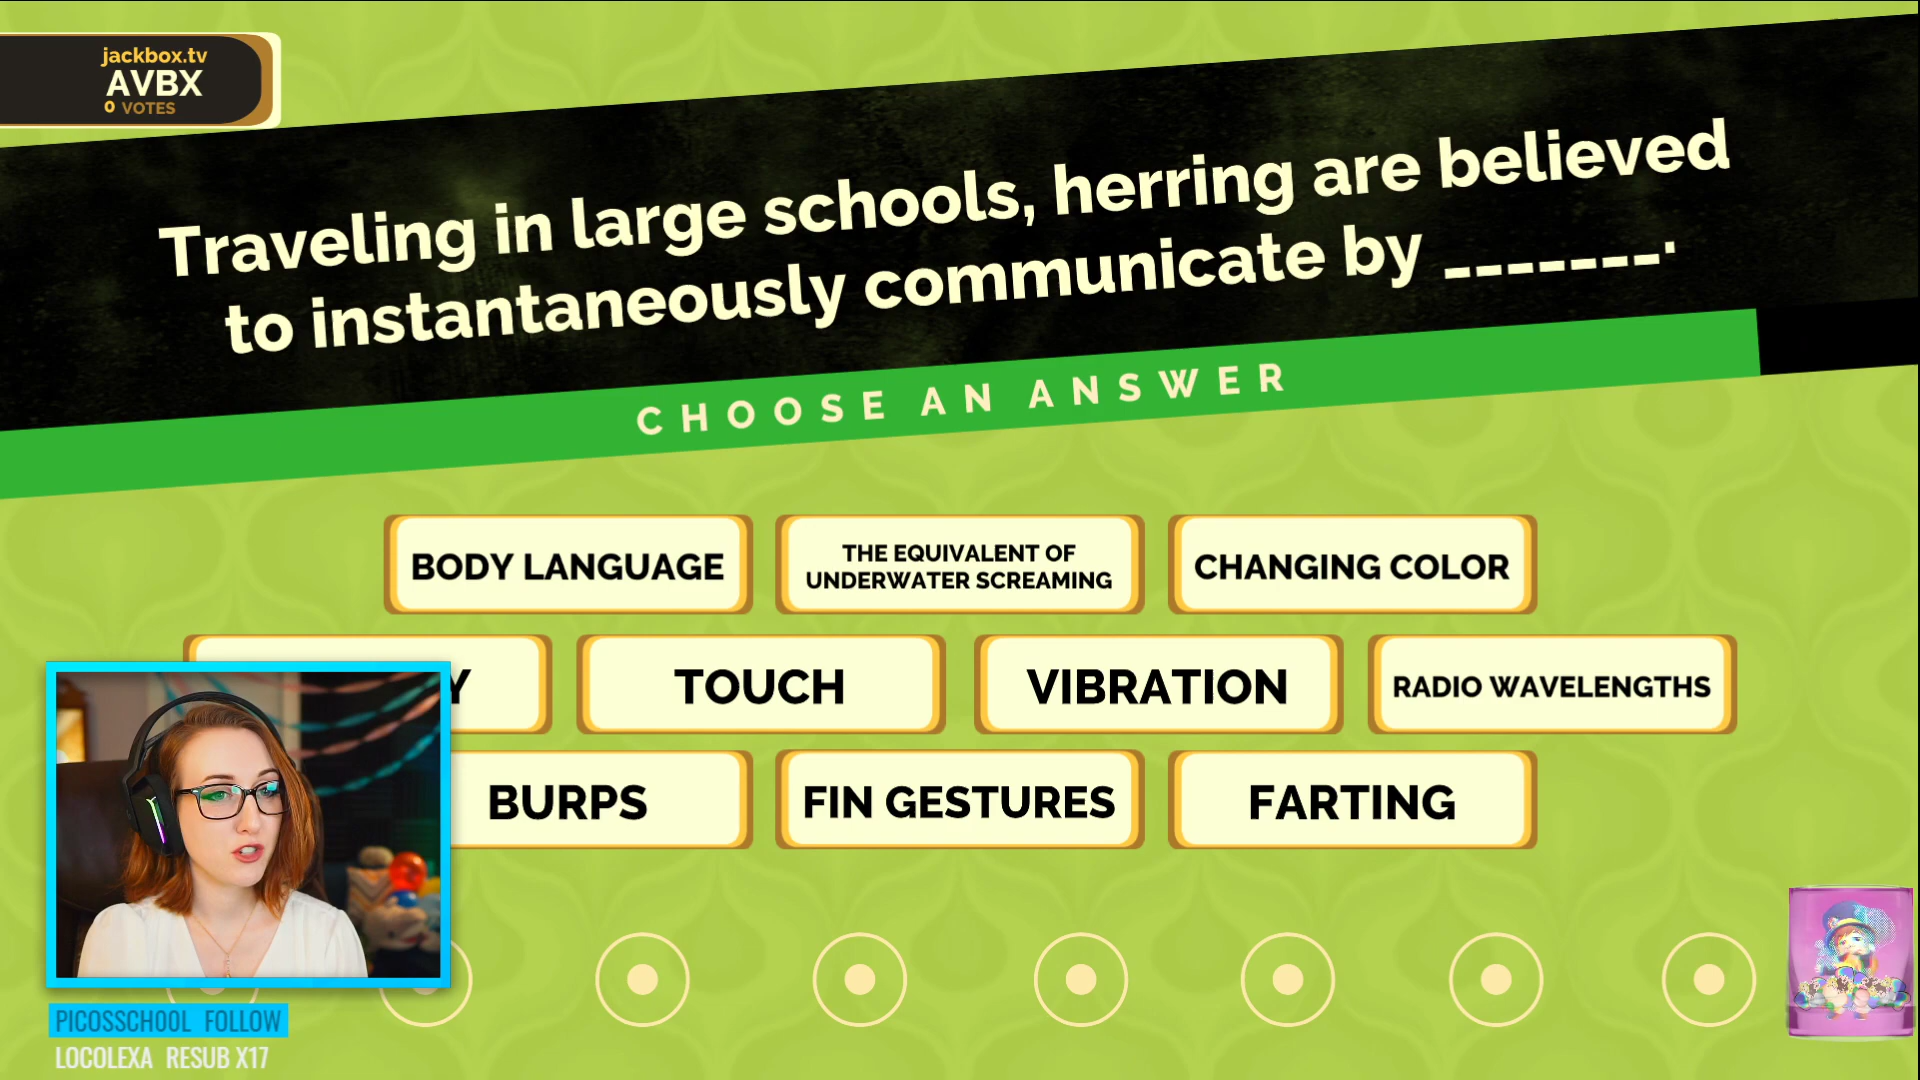 jackbox.tv
AVBX
0 VOTES
Traveling in large schools, herring are believed
to instantaneously communicate by _______.
CHOOSE AN ANSWER
BODY LANGUAGE
THE EQUIVALENT OF
UNDERWATER SCREAMING
CHANGING COLOR
TOUCH
VIBRATION
RADIO WAVELENGTHS
BURPS
FIN GESTURES
FARTING
PICOSSCHOOL FOLLOW
LOCOLEXA RESUB X17